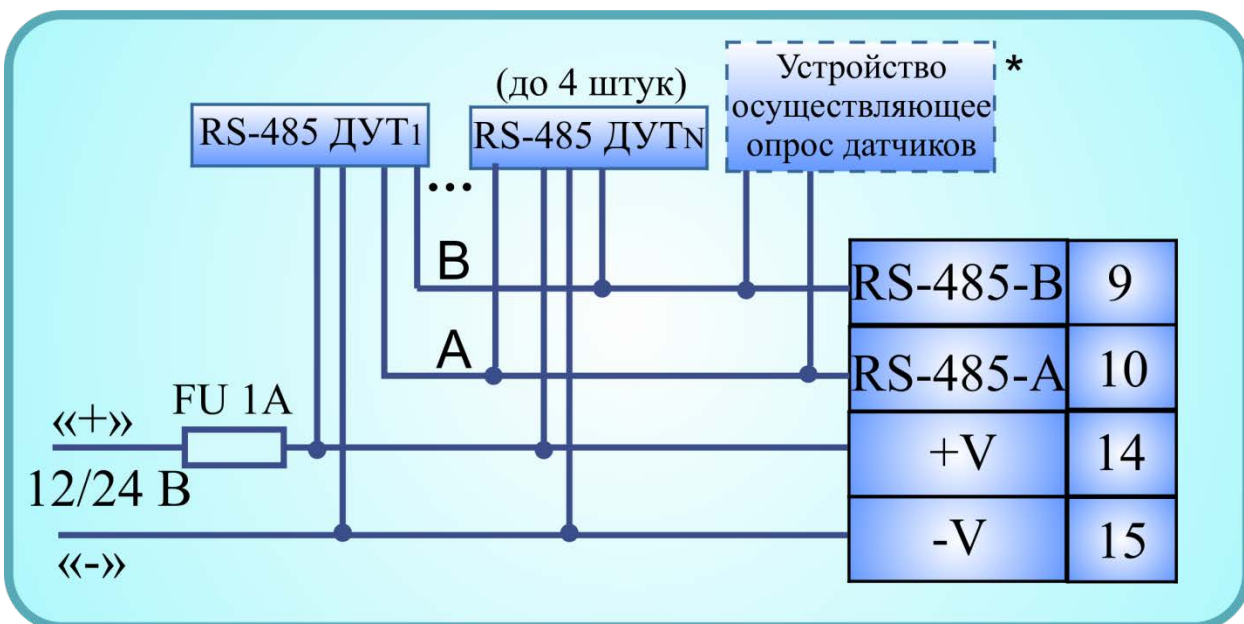 (до 4 штук)
RS-485 ДУТ1
...
RS-485 ДУТN
Устройство *
осуществляющее
опрос датчиков
B
A
RS-485-B 9
RS-485-A 10
+V 14
-V 15
FU 1A
«+»
12/24 В
«-»